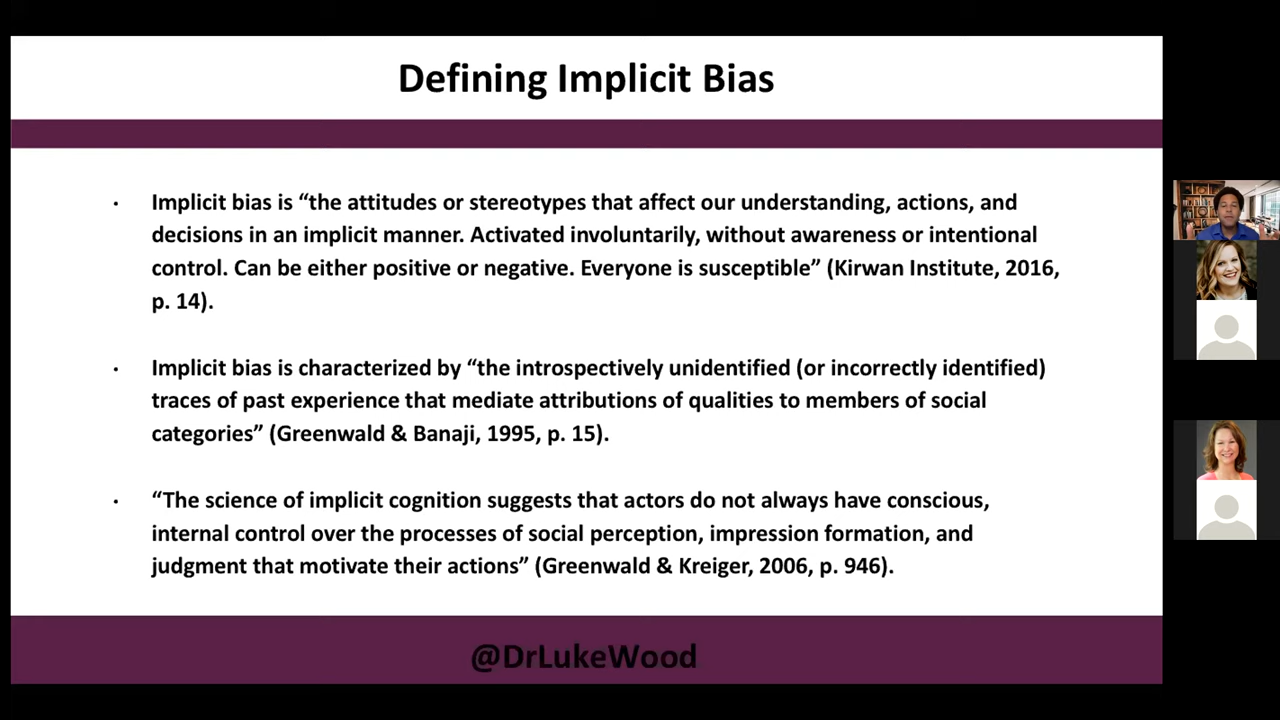 Defining Implicit Bias
• Implicit bias is “the attitudes or stereotypes that affect our understanding, actions, and
decisions in an implicit manner. Activated involuntarily, without awareness or intentional
control. Can be either positive or negative. Everyone is susceptible” (Kirwan Institute, 2016,
p. 14).
• Implicit bias is characterized by “the introspectively unidentified (or incorrectly identified)
traces of past experience that mediate attributions of qualities to members of social
categories” (Greenwald & Banaji, 1995, p. 15).
• “The science of implicit cognition suggests that actors do not always have conscious,
internal control over the processes of social perception, impression formation, and
judgment that motivate their actions” (Greenwald & Kreiger, 2006, p. 946).
@DrLukeWood